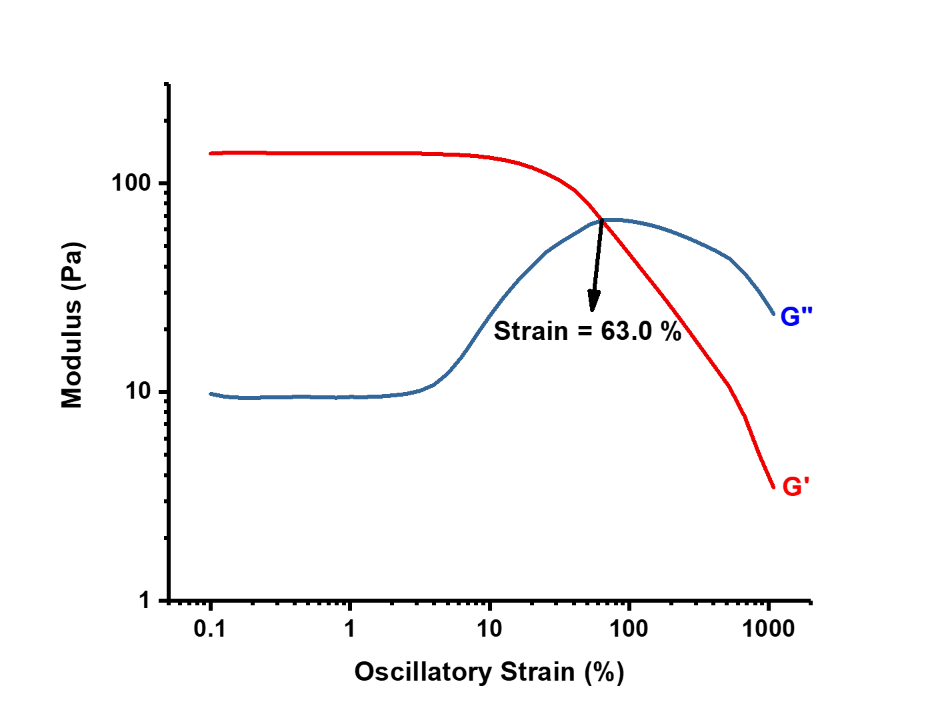 Modulus (Pa)
100
10
1
Strain = 63.0 %
G"
G'
0.1 1 10 100 1000
Oscillatory Strain (%)